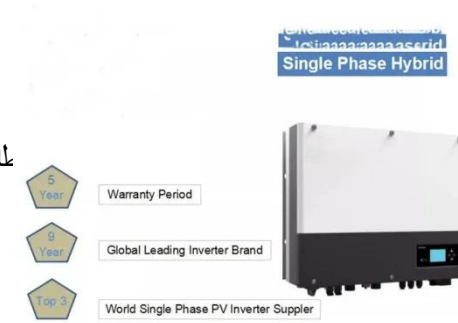 Single Phase Hybrid
5
Year
Warranty Period
9
Year
Global Leading Inverter Brand
Top 3
World Single Phase PV Inverter Suppler